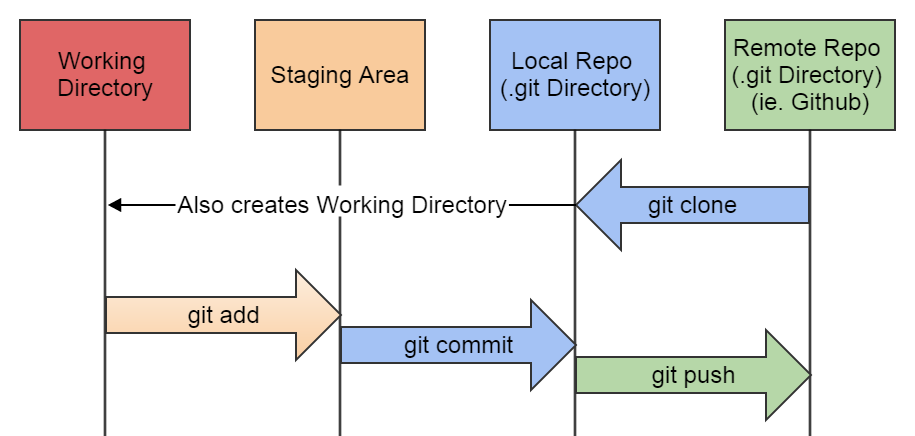 Working
Directory
Staging Area
Local Repo
(.git Directory)
Remote Repo
(.git Directory)
(ie. Github)
Also creates Working Directory
git clone
git add
git commit
git push